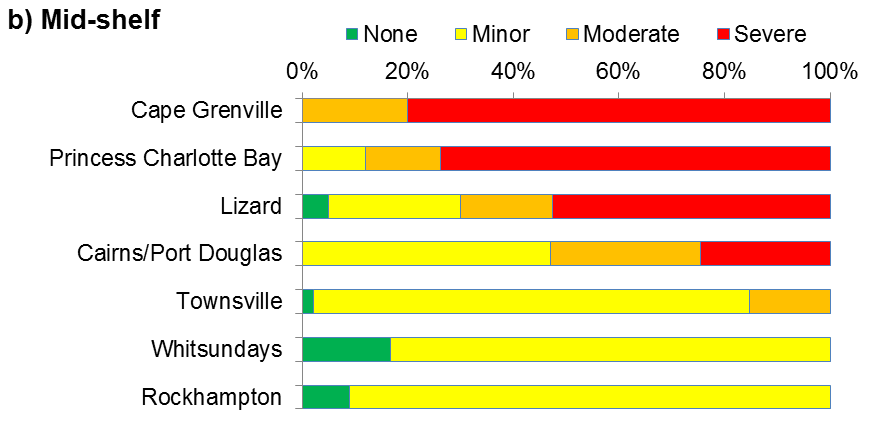 b) Mid-shelf
None Minor Moderate Severe
0% 20% 40% 60% 80% 100%
Cape Grenville
Princess Charlotte Bay
Lizard
Cairns/Port Douglas
Townsville
Whitsundays
Rockhampton